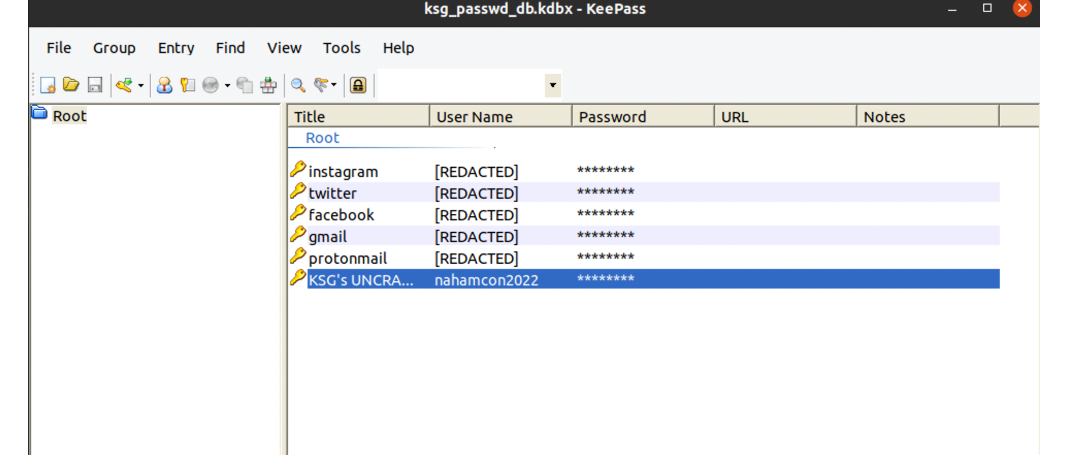 ksg_passwd_db.kdbx - KeePass
File Group Entry Find View Tools Help
Root
Title User Name Password URL Notes
Root
instagram [REDACTED] ********
twitter [REDACTED] ********
facebook [REDACTED] ********
gmail [REDACTED] ********
protonmail [REDACTED] ********
KSG's UNCRA... nahamcon2022 ********